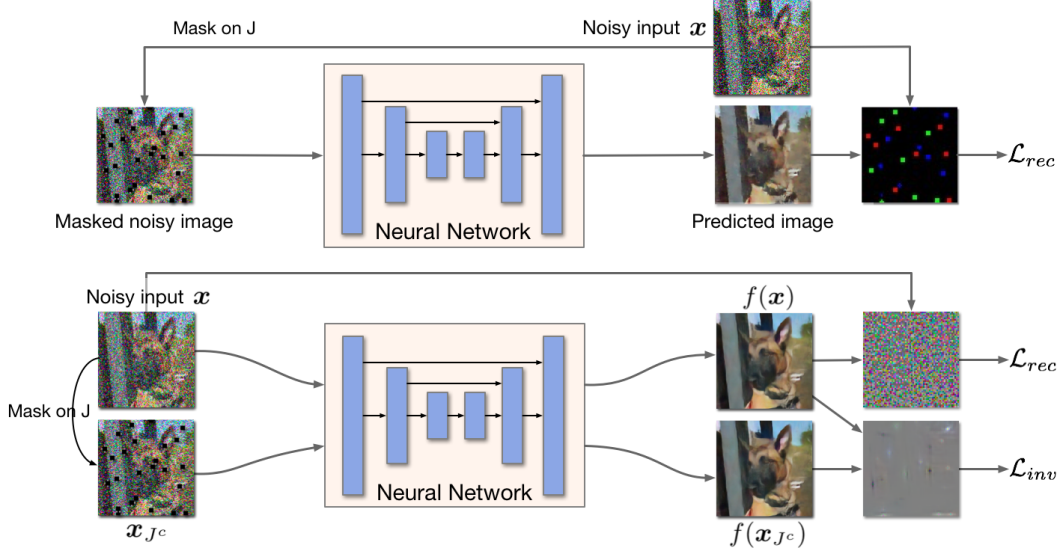 Mask on J
Noisy input 𝒙
Masked noisy image
Neural Network
Predicted image
ℒ_rec
Noisy input 𝒙
Mask on J
𝒙_{J^c}
Neural Network
f(𝒙)
f(𝒙_{J^c})
ℒ_rec
ℒ_inv